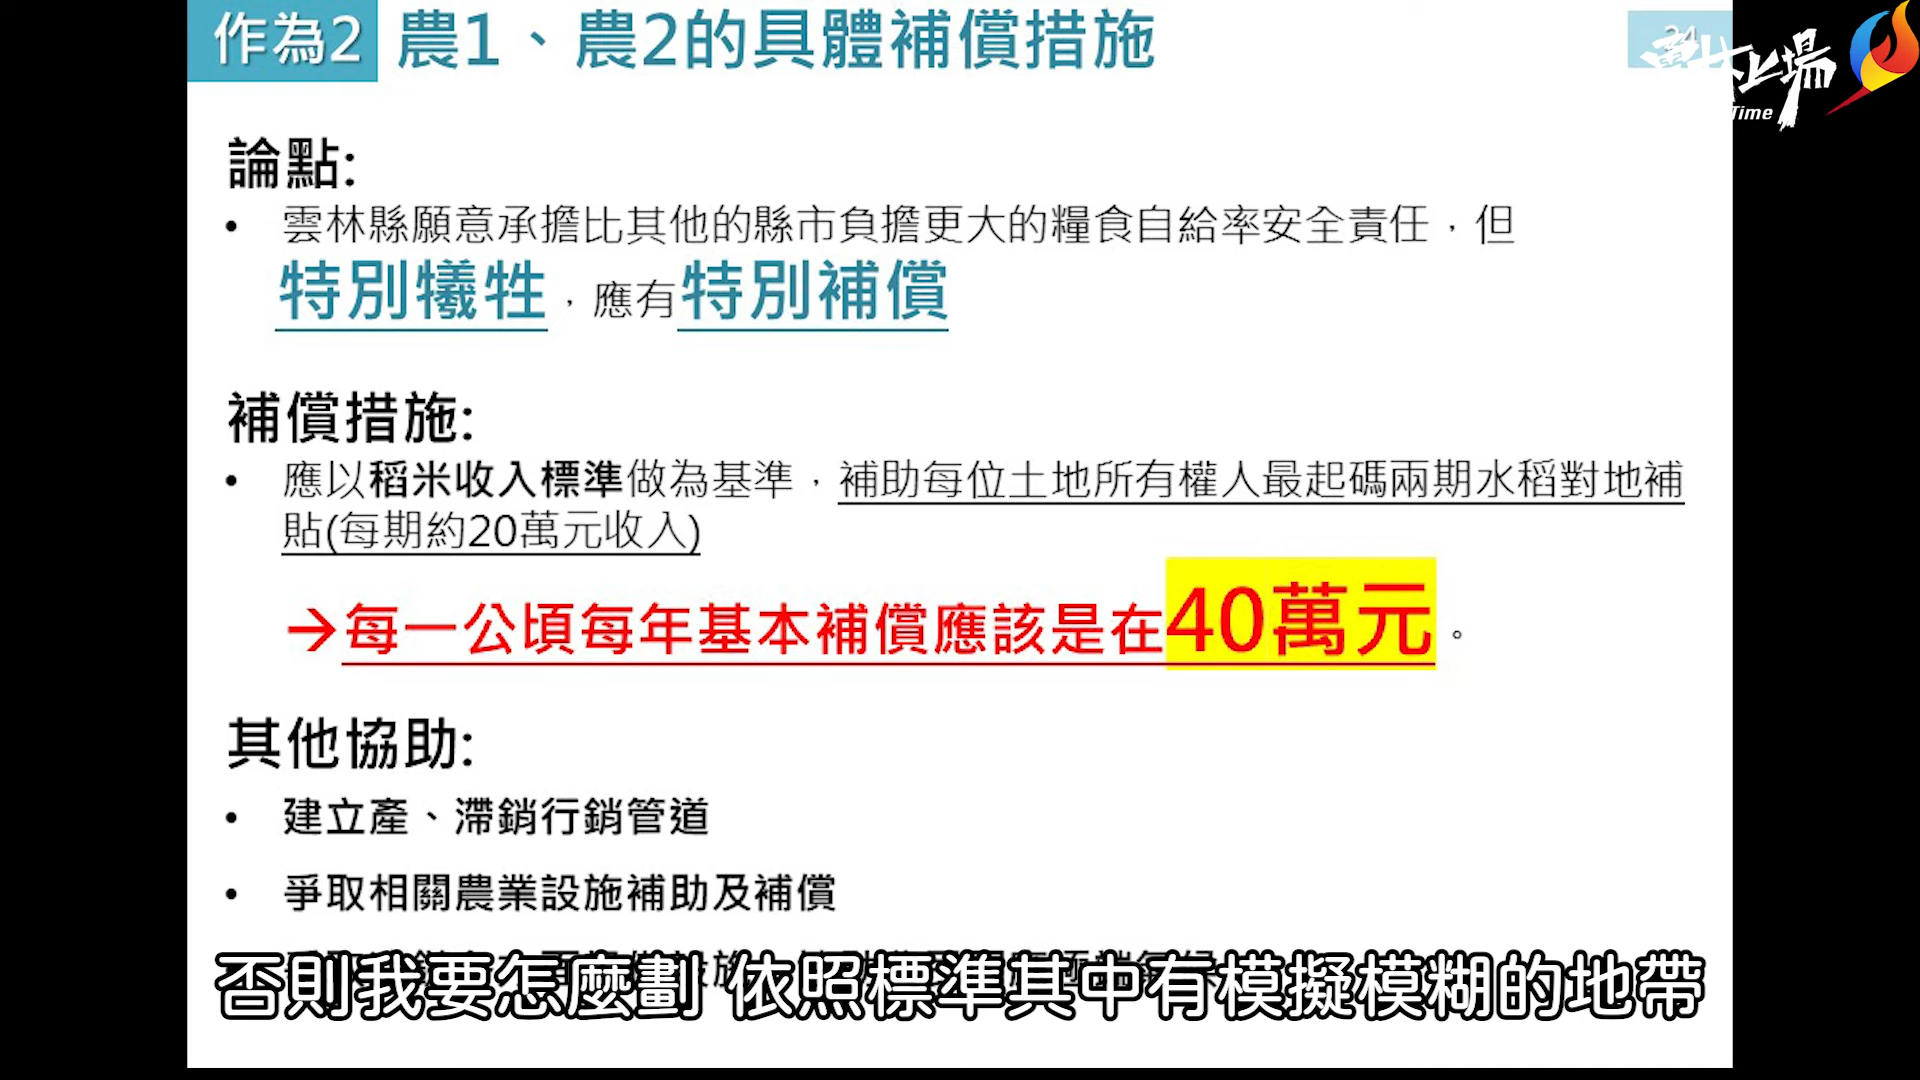 作為2 農1、農2的具體補償措施
Time
論點:
• 雲林縣願意承擔比其他的縣市負擔更大的糧食自給率安全責任，但
特別犧牲，應有特別補償
補償措施:
• 應以稻米收入標準做為基準，補助每位土地所有權人最起碼兩期水稻對地補
貼(每期約20萬元收入)
→每一公頃每年基本補償應該是在40萬元。
其他協助:
• 建立產、滯銷行銷管道
• 爭取相關農業設施補助及補償
否則我要怎麼劃 依照標準其中有模擬模糊的地帶